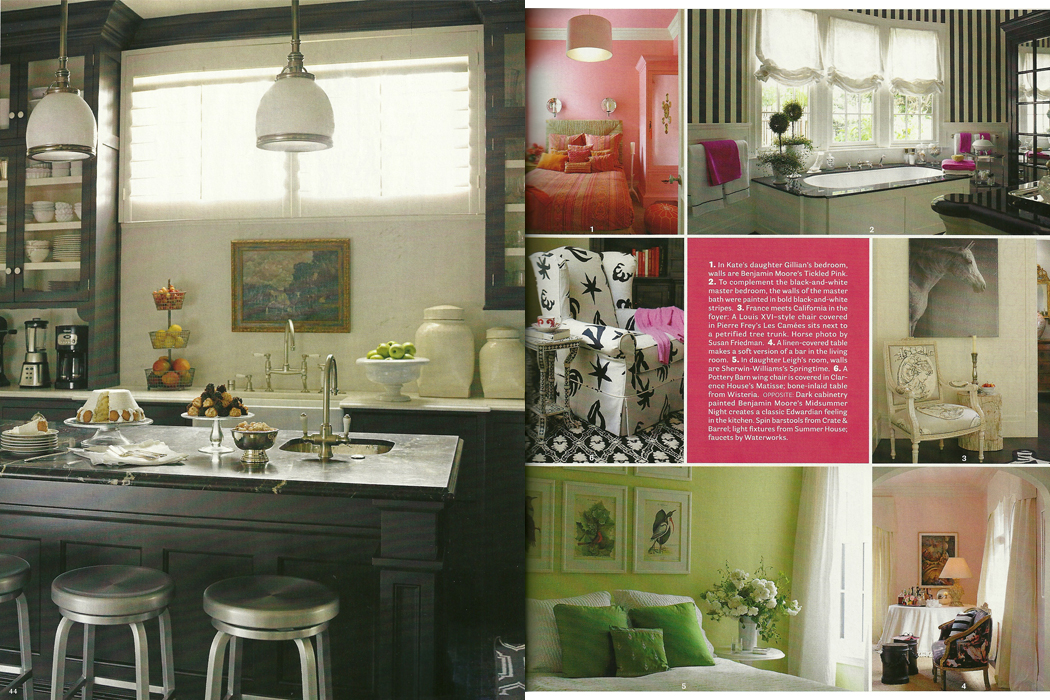 44
1
2
1. In Kate's daughter Gillian's bedroom,
walls are Benjamin Moore's Tickled Pink.
2. To complement the black-and-white
master bedroom, the walls of the master
bath were painted in bold black-and-white
stripes. 3. France meets California in the
foyer: A Louis XVI–style chair covered
in Pierre Frey's Les Camées sits next to
a petrified tree trunk. Horse photo by
Susan Friedman. 4. A linen-covered table
makes a soft version of a bar in the living
room. 5. In daughter Leigh's room, walls
are Sherwin-Williams's Springtime. 6. A
Pottery Barn wing chair is covered in Clar-
ence House's Matisse; bone-inlaid table
from Wisteria. OPPOSITE: Dark cabinetry
painted Benjamin Moore's Midsummer
Night creates a classic Edwardian feeling
in the kitchen. Spin barstools from Crate &
Barrel; light fixtures from Summer House;
faucets by Waterworks.
3
5
4